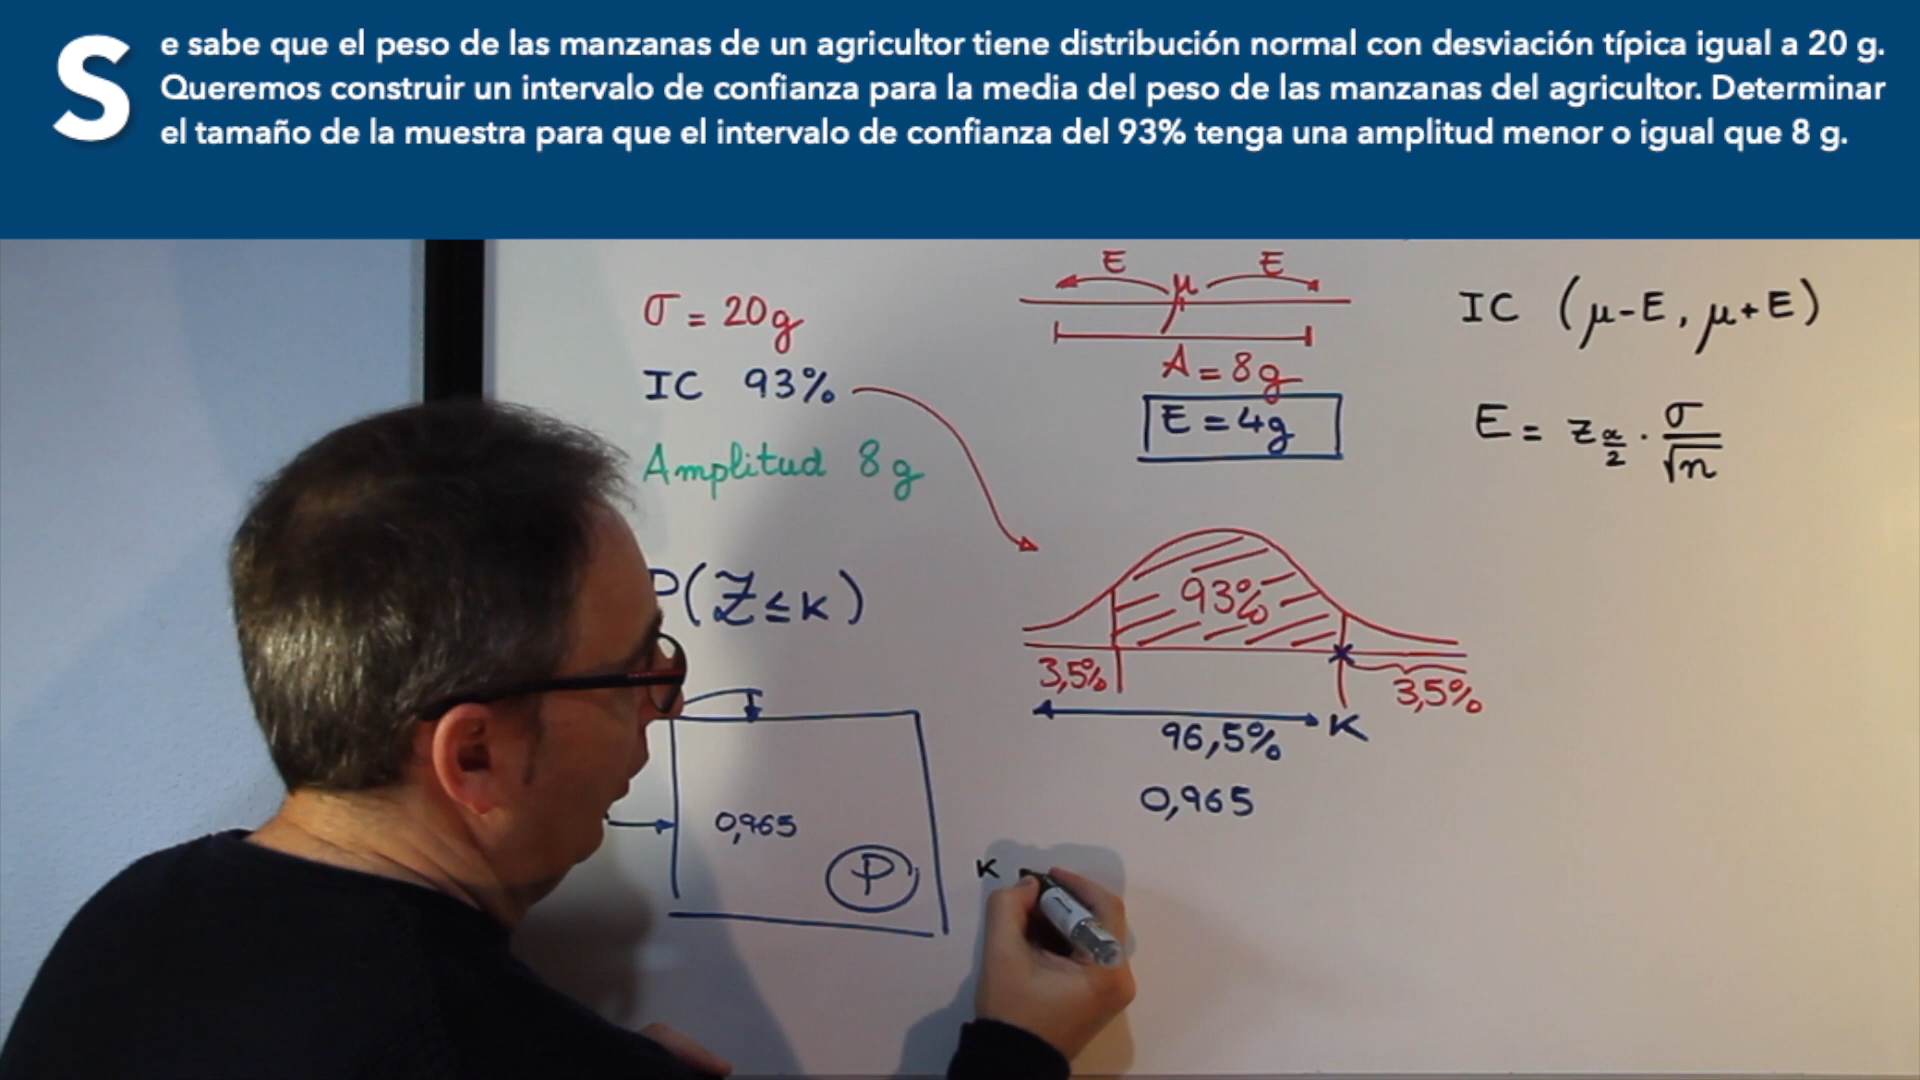 Se sabe que el peso de las manzanas de un agricultor tiene distribución normal con desviación típica igual a 20 g.
Queremos construir un intervalo de confianza para la media del peso de las manzanas del agricultor. Determinar
el tamaño de la muestra para que el intervalo de confianza del 93% tenga una amplitud menor o igual que 8 g.
E μ E
σ = 20g
IC (μ-E, μ+E)
A = 8g
IC 93%
E = 4g
E = z α/2 · σ/√n
Amplitud 8g
P(Z≤K)
93%
3,5%
3,5%
96,5% K
0,965
0,965
P
K